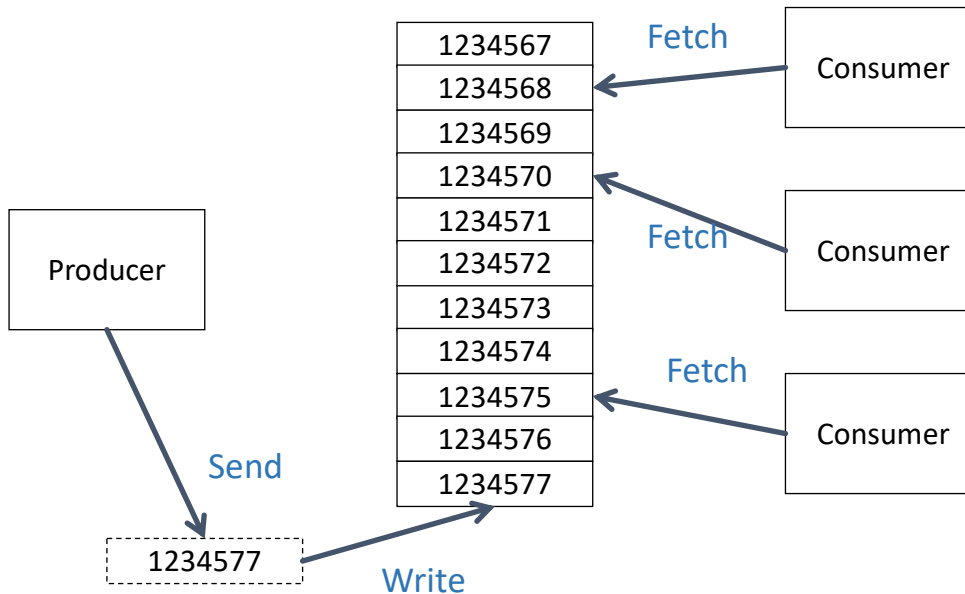 1234567
1234568
1234569
1234570
1234571
1234572
1234573
1234574
1234575
1234576
1234577
Fetch
Consumer
Fetch
Consumer
Fetch
Consumer
Producer
Send
1234577
Write